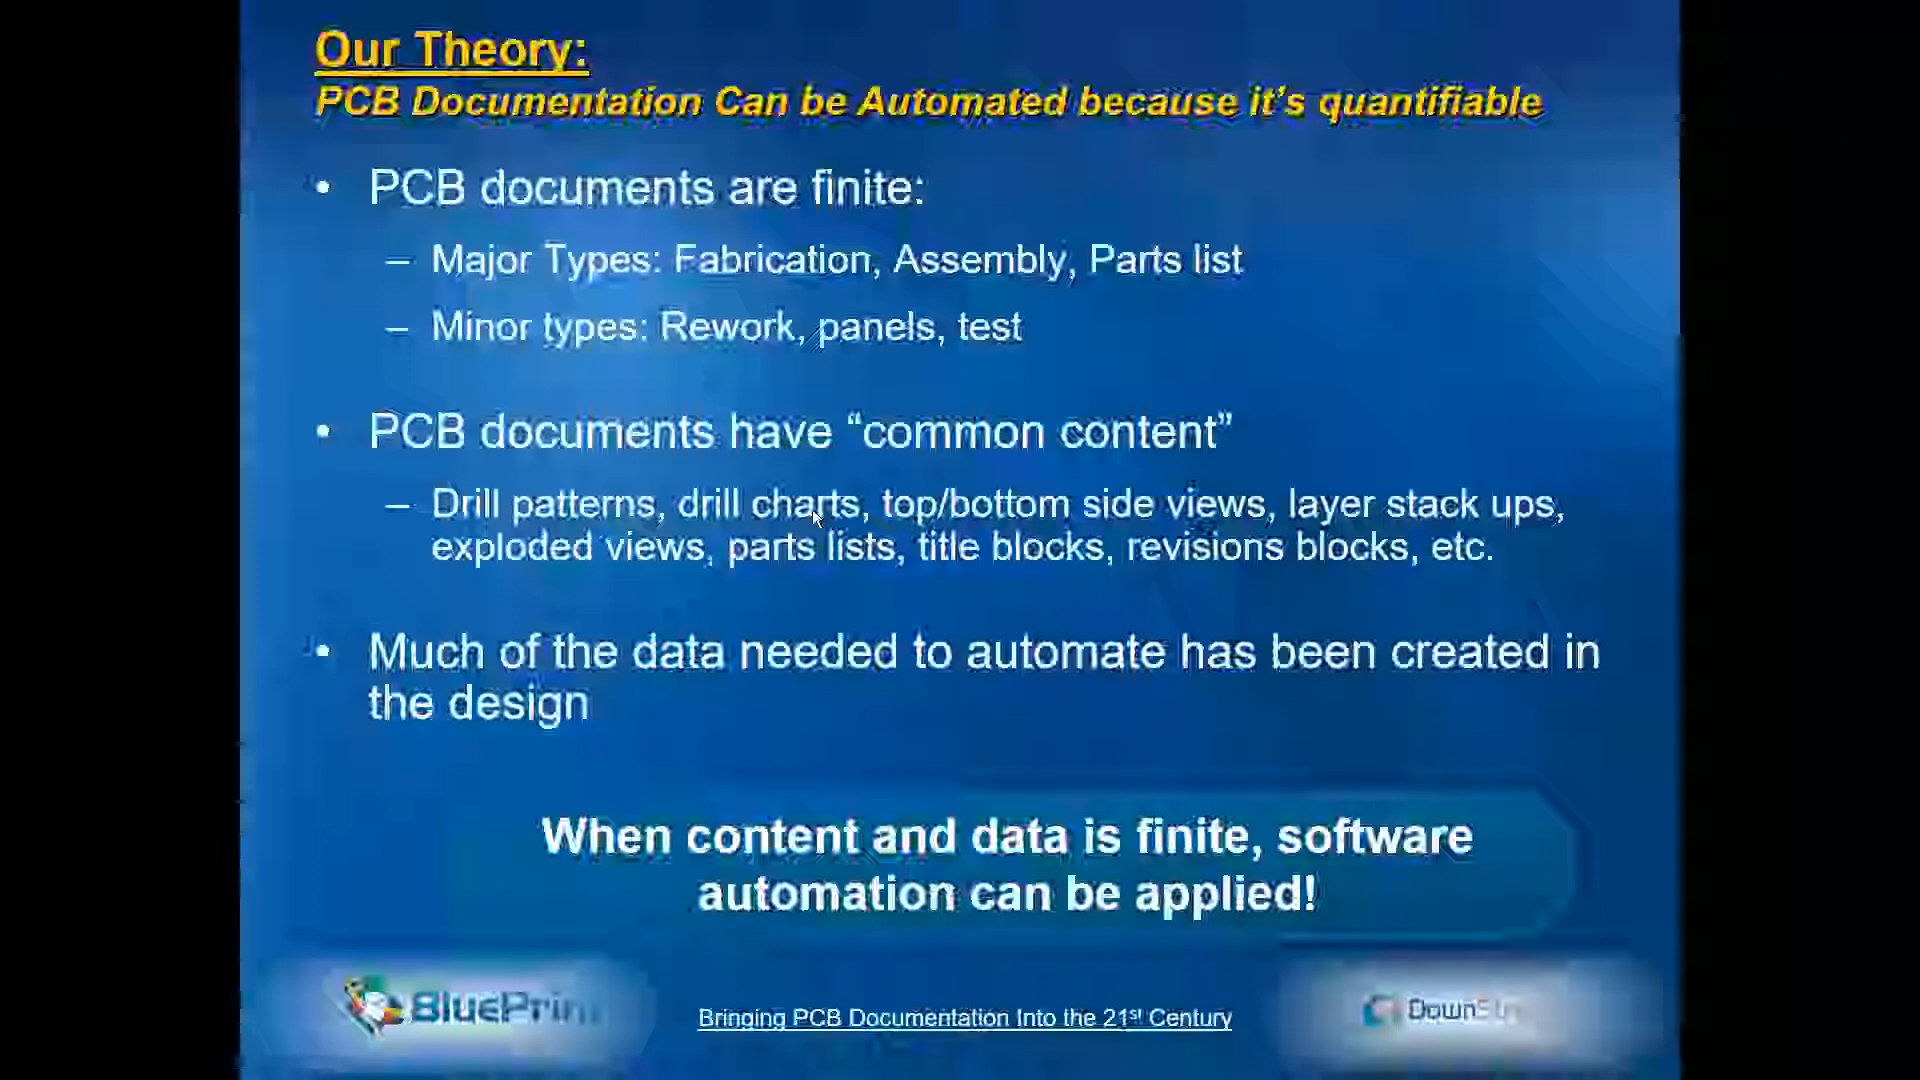 Our Theory:
PCB Documentation Can be Automated because it's quantifiable
• PCB documents are finite:
– Major Types: Fabrication, Assembly, Parts list
– Minor types: Rework, panels, test
• PCB documents have “common content”
– Drill patterns, drill charts, top/bottom side views, layer stack ups,
exploded views, parts lists, title blocks, revisions blocks, etc.
• Much of the data needed to automate has been created in
the design
When content and data is finite, software
automation can be applied!
BluePrin
Bringing PCB Documentation Into the 21st Century